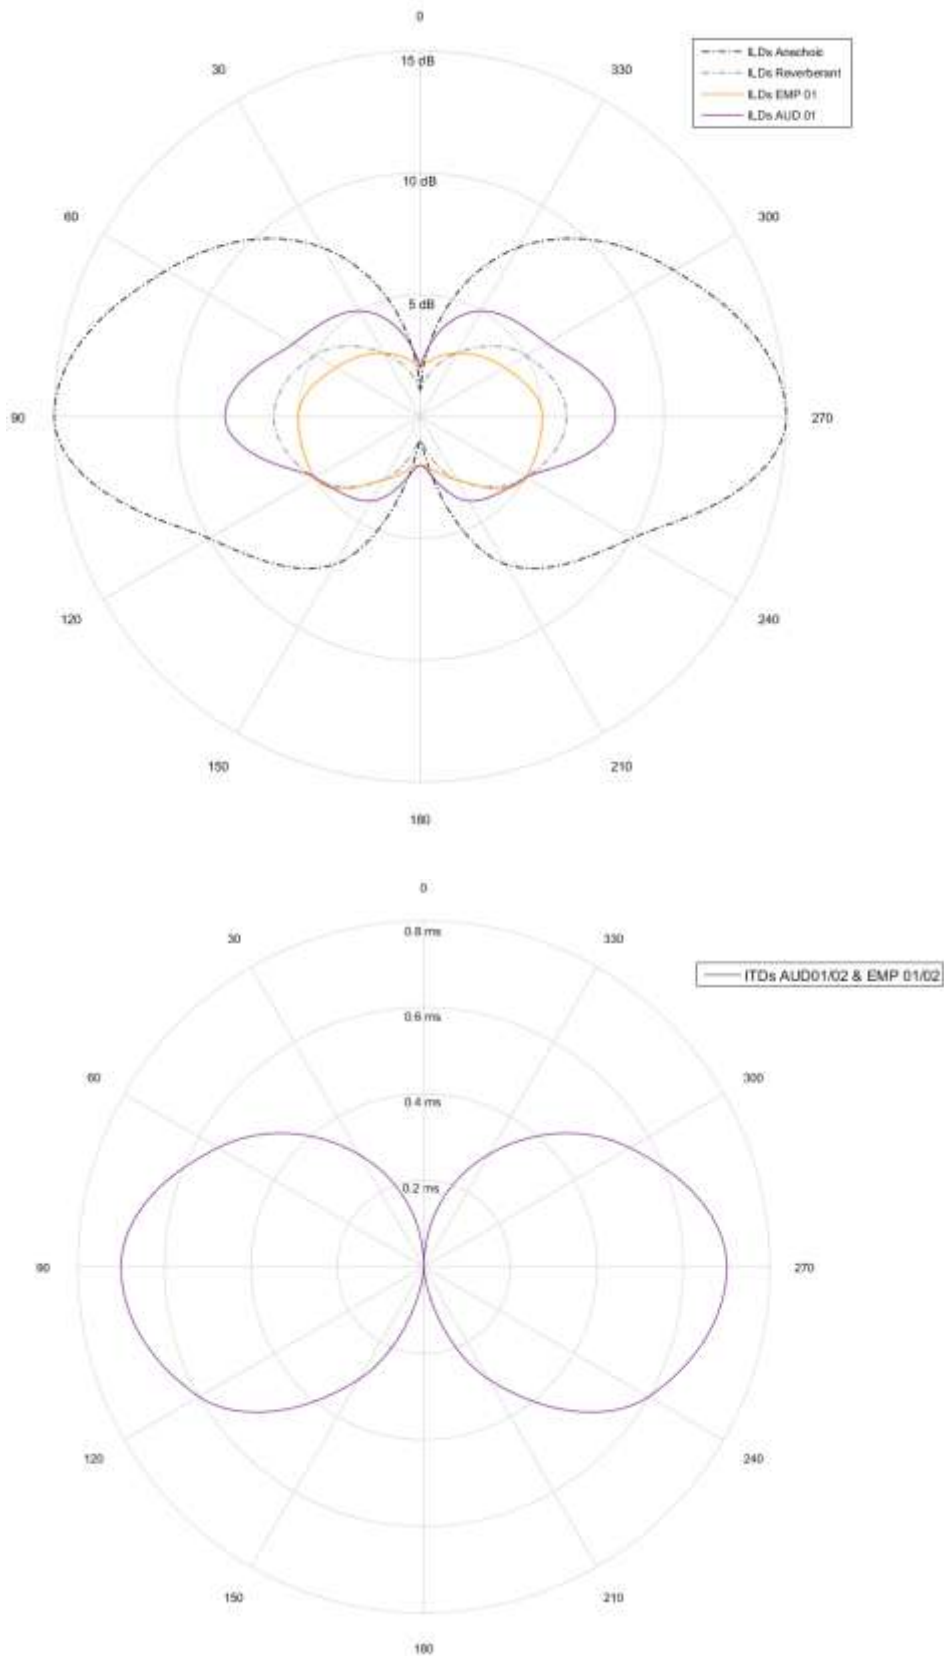 0
15 dB
30
330
ILDs Anechoic
ILDs Reverberant
ILDs EMP 01
ILDs AUD 01
10 dB
60
300
5 dB
90
270
120
240
150
210
180
0
0.8 ms
30
330
ITDs AUD01/02 & EMP 01/02
0.6 ms
60
300
0.4 ms
0.2 ms
90
270
120
240
150
210
180